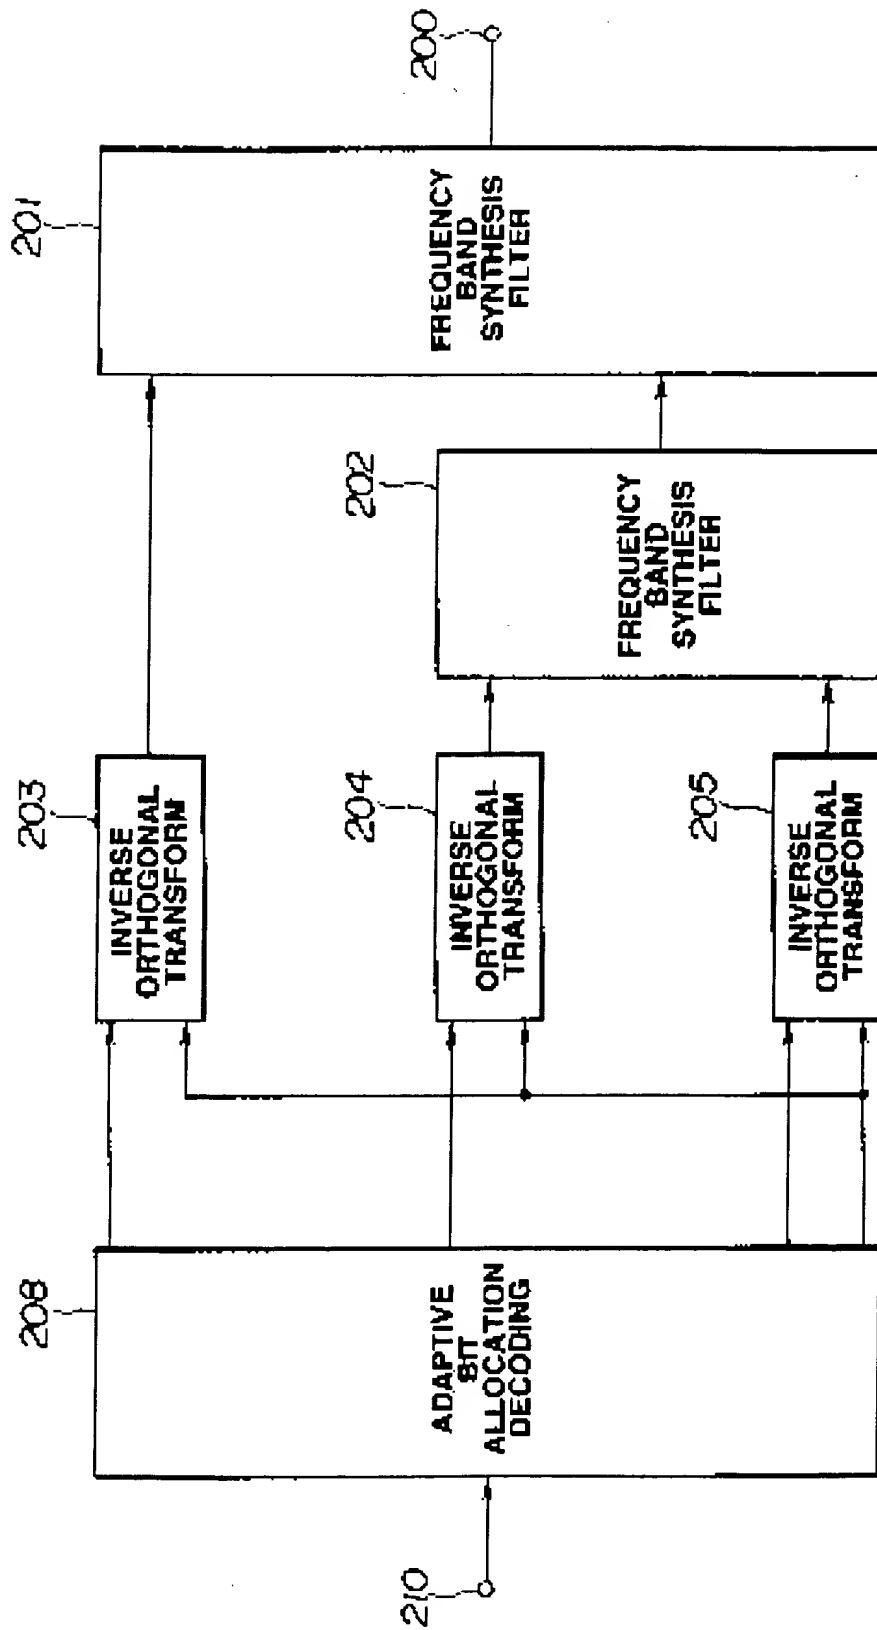 210
208
ADAPTIVE
BIT
ALLOCATION
DECODING
203
INVERSE
ORTHOGONAL
TRANSFORM
204
INVERSE
ORTHOGONAL
TRANSFORM
205
INVERSE
ORTHOGONAL
TRANSFORM
202
FREQUENCY
BAND
SYNTHESIS
FILTER
201
FREQUENCY
BAND
SYNTHESIS
FILTER
200